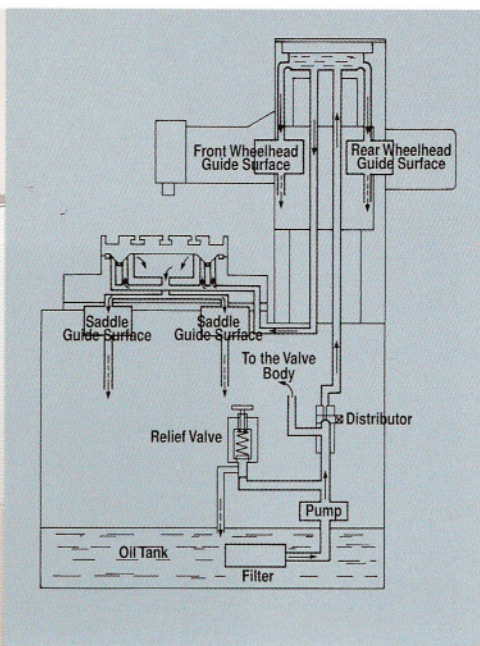 Front Wheelhead
Guide Surface
Rear Wheelhead
Guide Surface
Saddle
Guide Surface
Saddle
Guide Surface
To the Valve
Body
Distributor
Relief Valve
Pump
Oil Tank
Filter